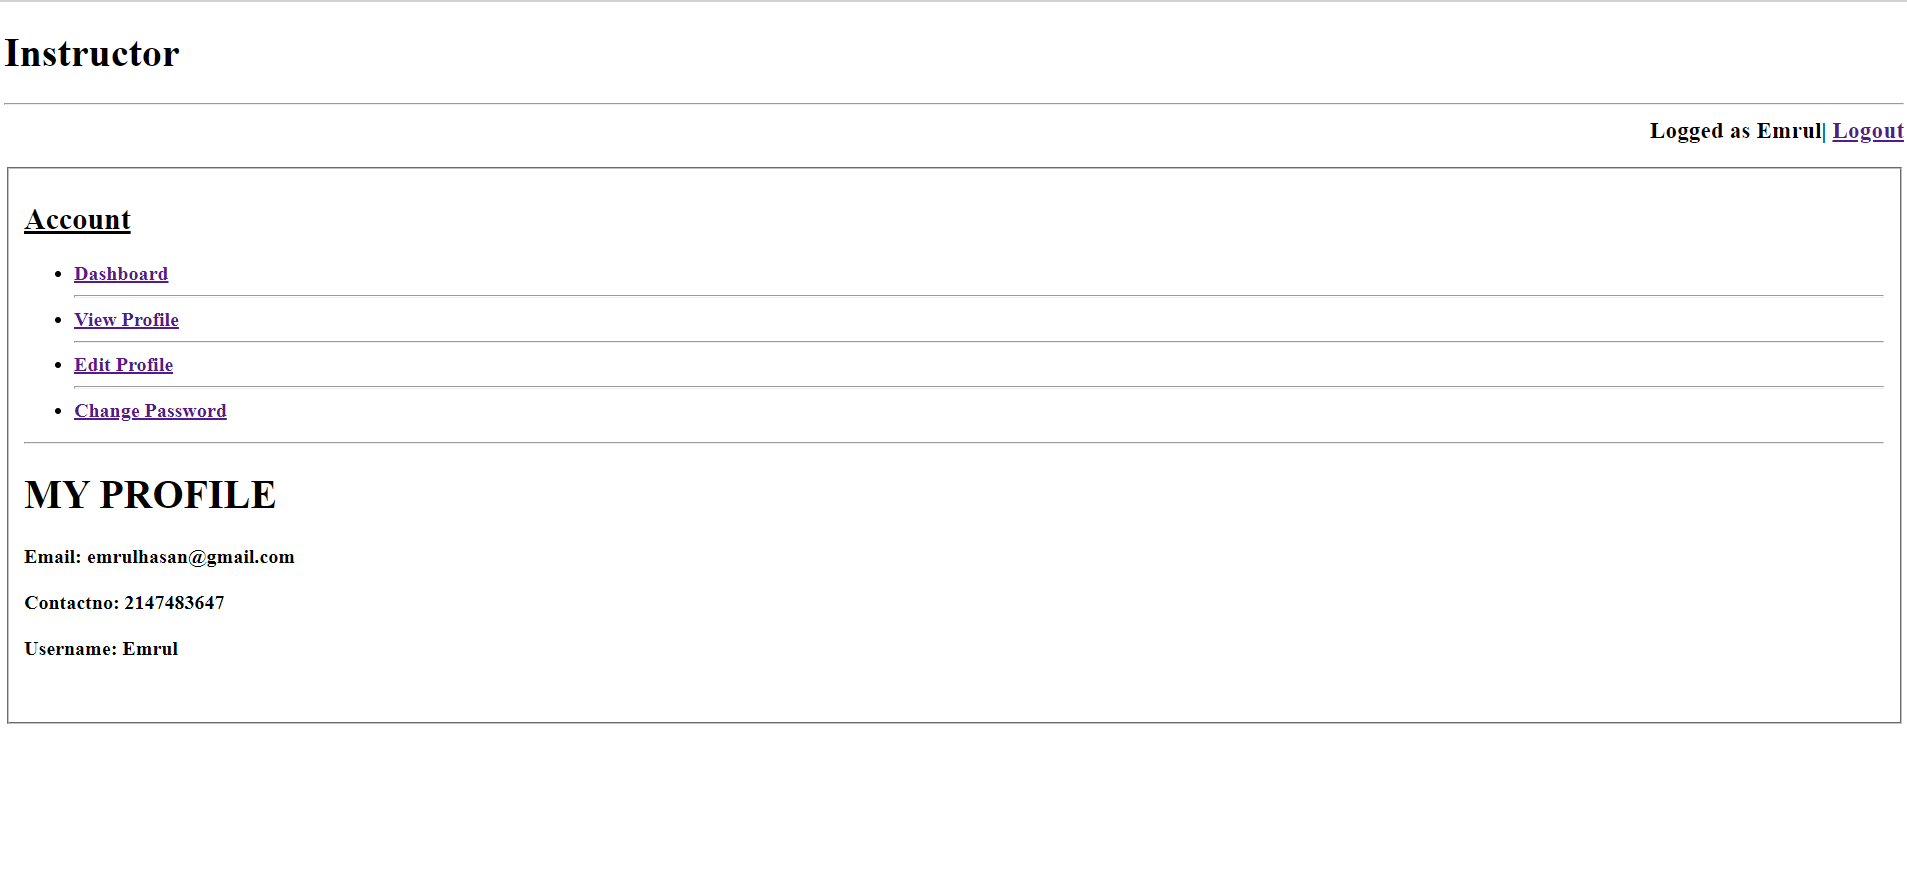 Instructor
Logged as Emrul| Logout
Account
Dashboard
View Profile
Edit Profile
Change Password
MY PROFILE
Email: emrulhasan@gmail.com
Contactno: 2147483647
Username: Emrul